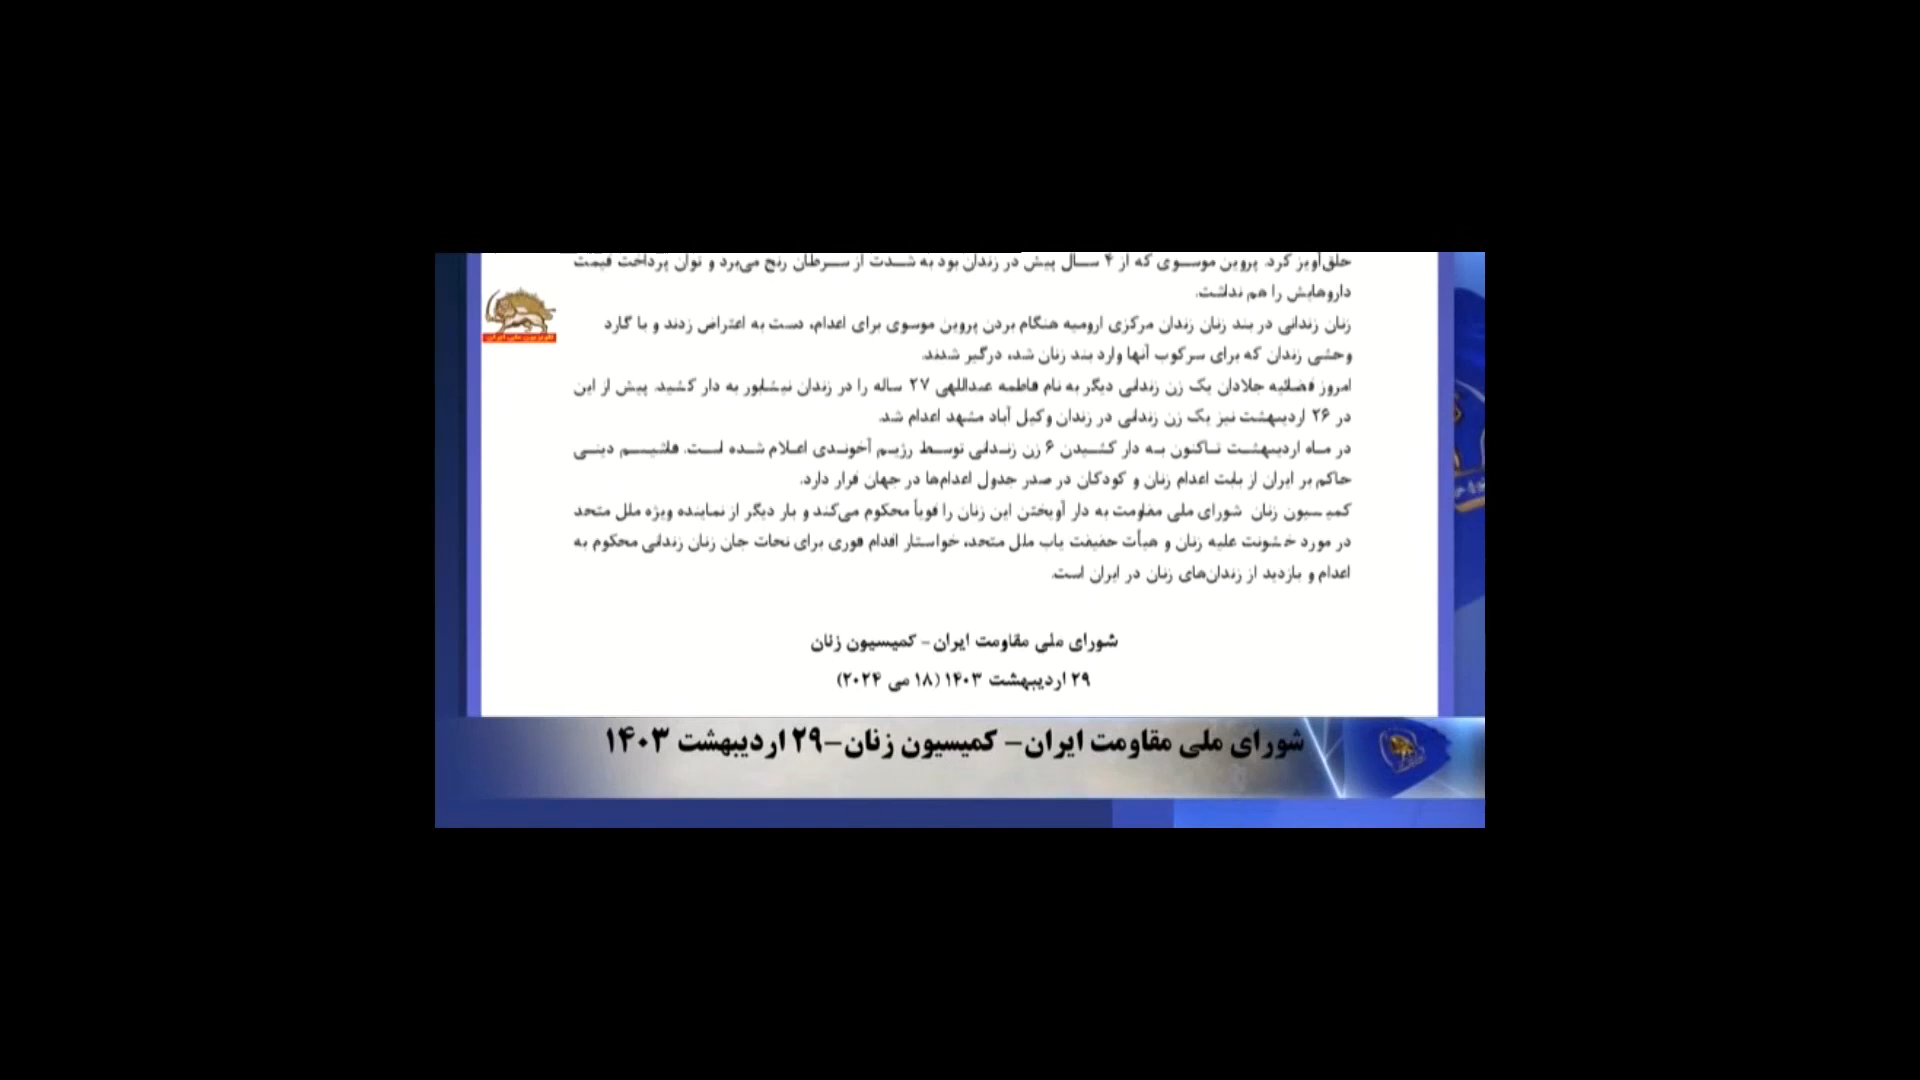 حلق‌آویز کرد. پروین موسوی که از ۴ سال پیش در زندان بود به شدت از سرطان رنج می‌برد و توان پرداخت قیمت
داروهایش را هم نداشت.
زنان زندانی در بند زنان زندان مرکزی ارومیه هنگام بردن پروین موسوی برای اعدام، دست به اعتراض زدند و با گارد
وحشی زندان که برای سرکوب آنها وارد بند زنان شد، درگیر شدند.
امروز قضائیه جلادان یک زن زندانی دیگر به نام فاطمه عبداللهی ۲۷ ساله را در زندان نیشابور به دار کشید. پیش از این
در ۲۶ اردیبهشت نیز یک زن زندانی در زندان وکیل آباد مشهد اعدام شد.
در ماه اردیبهشت تاکنون به دار کشیدن ۶ زن زندانی توسط رژیم آخوندی اعلام شده است. فاشیسم دینی
حاکم بر ایران از بابت اعدام زنان و کودکان در صدر جدول اعدام‌ها در جهان قرار دارد.
کمیسیون زنان شورای ملی مقاومت به دار آویختن این زنان را قویاً محکوم می‌کند و بار دیگر از نماینده ویژه ملل متحد
در مورد خشونت علیه زنان و هیأت حقیقت یاب ملل متحد، خواستار اقدام فوری برای نجات جان زنان زندانی محکوم به
اعدام و بازدید از زندان‌های زنان در ایران است.
شورای ملی مقاومت ایران - کمیسیون زنان
۲۹ اردیبهشت ۱۴۰۳ (۱۸ می ۲۰۲۴)
شورای ملی مقاومت ایران- کمیسیون زنان-۲۹ اردیبهشت ۱۴۰۳